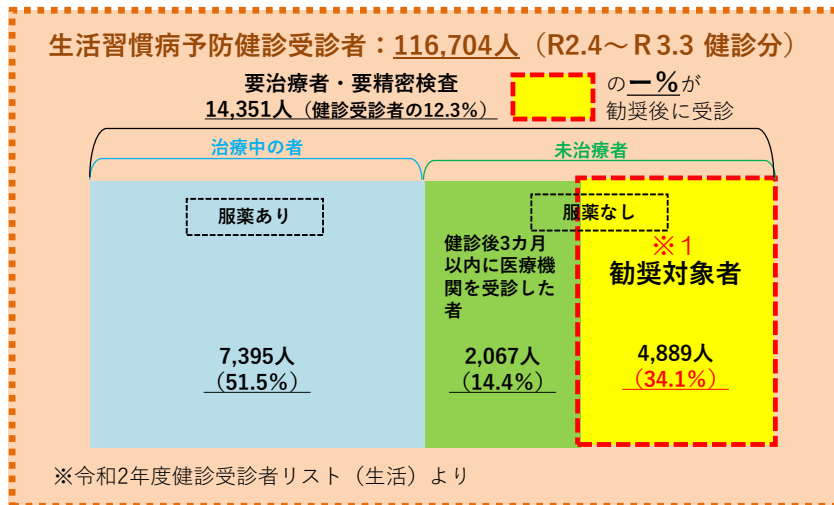 生活習慣病予防健診受診者：116,704人（R2.4～Ｒ3.3 健診分）
要治療者・要精密検査
14,351人（健診受診者の12.3%）
のー%が
勧奨後に受診
治療中の者
未治療者
服薬あり
服薬なし
健診後3カ月
以内に医療機
関を受診した
者
※１
勧奨対象者
7,395人
（51.5%）
2,067人
（14.4%）
4,889人
（34.1%）
※令和2年度健診受診者リスト（生活）より